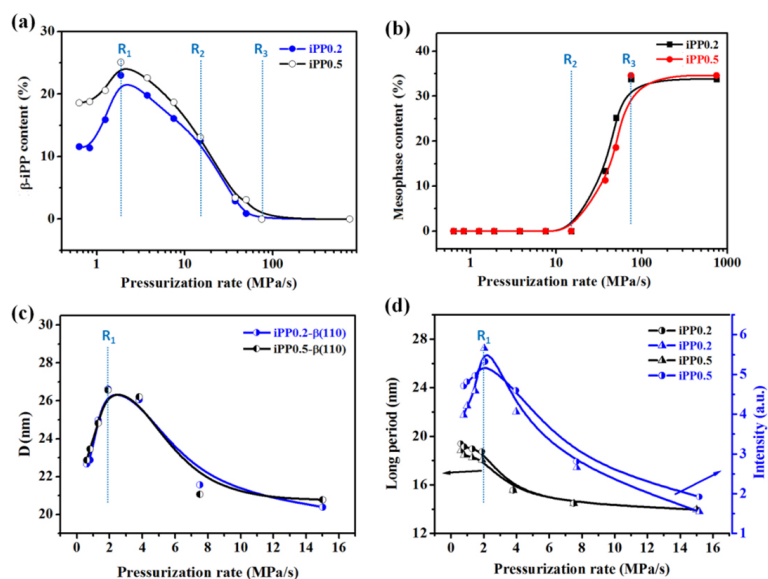 (a)
R1
R2
R3
iPP0.2
iPP0.5
30
20
10
0
β-iPP content (%)
1
10
100
Pressurization rate (MPa/s)
(b)
R2
R3
iPP0.2
iPP0.5
50
40
30
20
10
0
Mesophase content (%)
1
10
100
1000
Pressurization rate (MPa/s)
(c)
R1
iPP0.2-β(110)
iPP0.5-β(110)
30
28
26
24
22
20
D (nm)
0 2 4 6 8 10 12 14 16
Pressurization rate (MPa/s)
(d)
R1
iPP0.2
iPP0.2
iPP0.5
iPP0.5
28
24
20
16
12
Long period (nm)
6
5
4
3
2
1
Intensity (a.u.)
0 2 4 6 8 10 12 14 16
Pressurization rate (MPa/s)